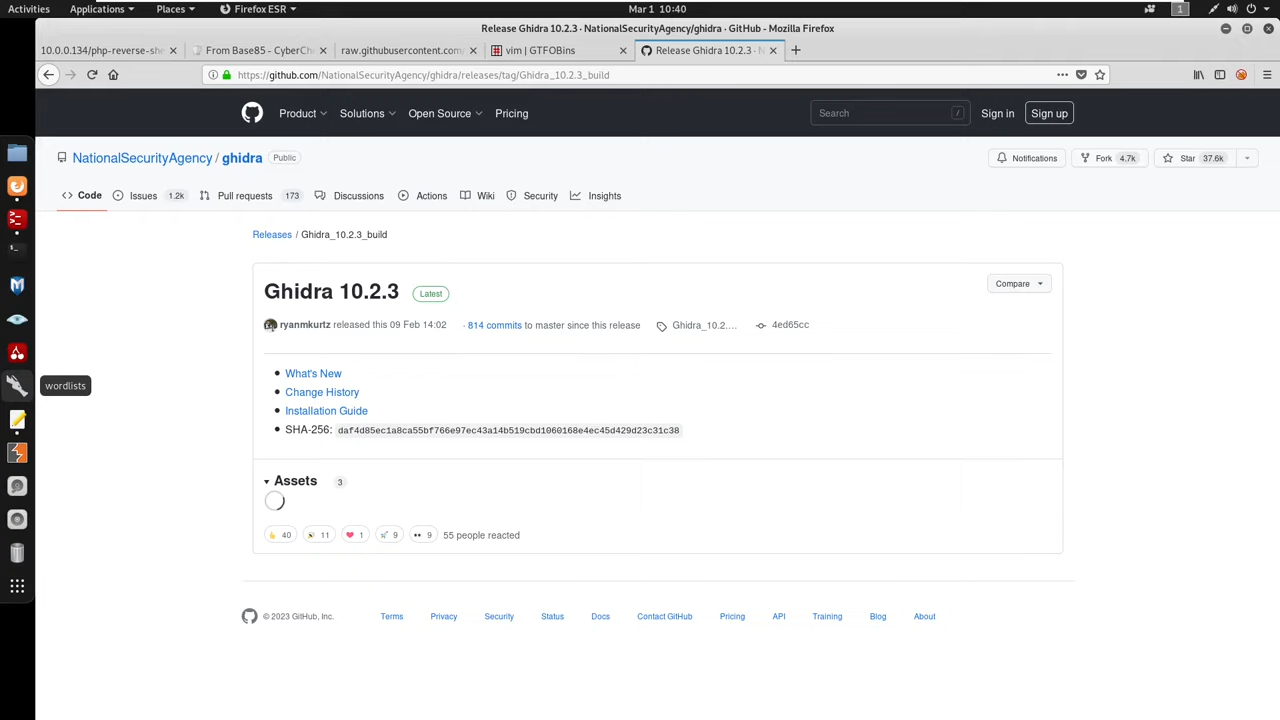 Activities Applications Places Firefox ESR Mar 1 10:40 1
Release Ghidra 10.2.3 · NationalSecurityAgency/ghidra · GitHub - Mozilla Firefox
10.0.0.134/php-reverse-she From Base85 - CyberChe raw.githubusercontent.com/ vim | GTFOBins Release Ghidra 10.2.3 · N
https://github.com/NationalSecurityAgency/ghidra/releases/tag/Ghidra_10.2.3_build
Product Solutions Open Source Pricing Search / Sign in Sign up
NationalSecurityAgency / ghidra Public Notifications Fork 4.7k Star 37.6k
Code Issues 1.2k Pull requests 173 Discussions Actions Wiki Security Insights
Releases / Ghidra_10.2.3_build
Ghidra 10.2.3 Latest Compare
ryanmkurtz released this 09 Feb 14:02 · 814 commits to master since this release Ghidra_10.2.... 4ed65cc
What's New
wordlists
Change History
Installation Guide
SHA-256: daf4d85ec1a8ca55bf766e97ec43a14b519cbd1060168e4ec45d429d23c31c38
Assets 3
40 11 1 9 9 55 people reacted
© 2023 GitHub, Inc. Terms Privacy Security Status Docs Contact GitHub Pricing API Training Blog About